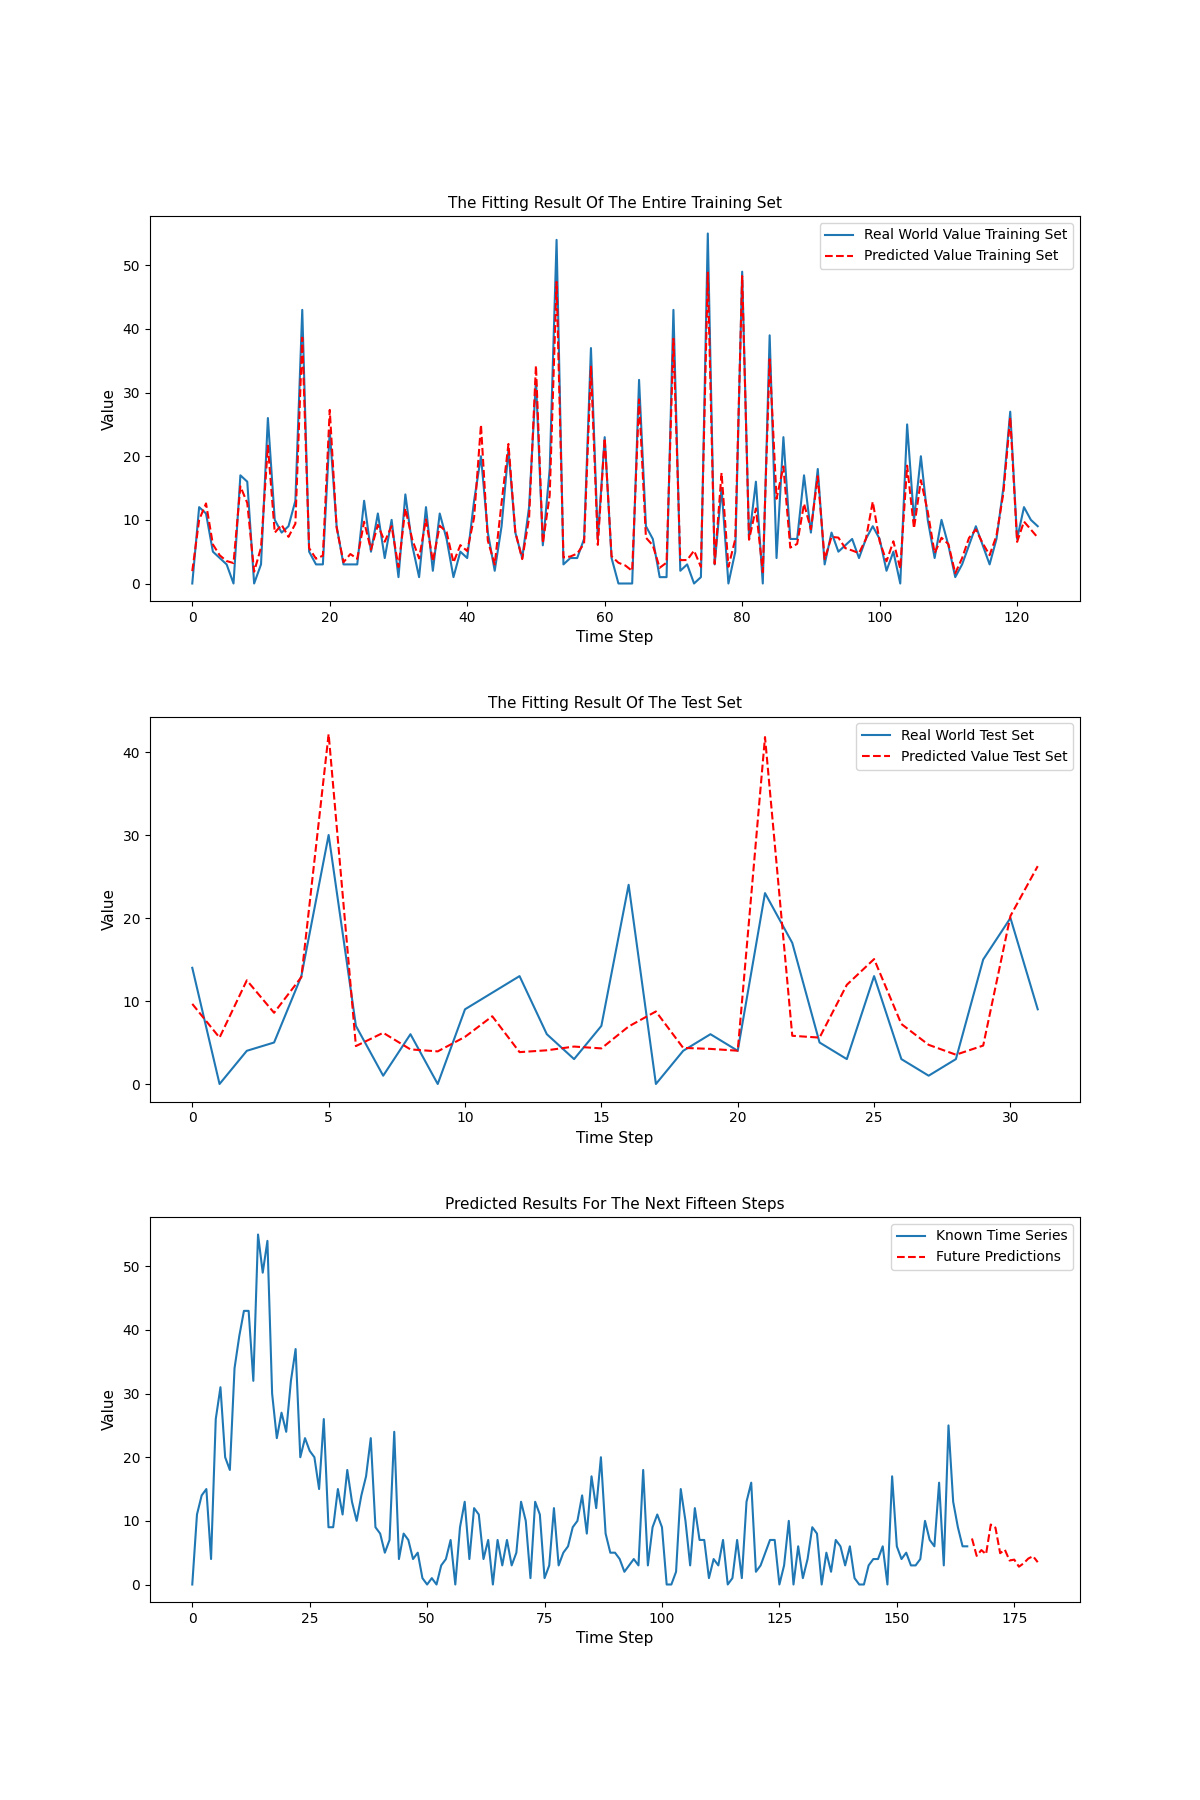 The Fitting Result Of The Entire Training Set
Real World Value Training Set
Predicted Value Training Set
Value
50
40
30
20
10
0
0 20 40 60 80 100 120
Time Step
The Fitting Result Of The Test Set
Real World Test Set
Predicted Value Test Set
Value
40
30
20
10
0
0 5 10 15 20 25 30
Time Step
Predicted Results For The Next Fifteen Steps
Known Time Series
Future Predictions
Value
50
40
30
20
10
0
0 25 50 75 100 125 150 175
Time Step